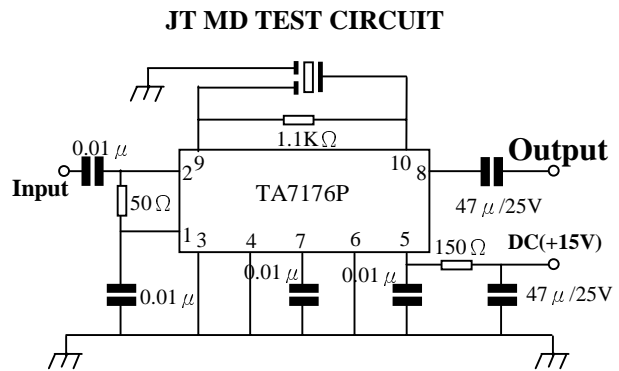 JT MD TEST CIRCUIT
0.01 μ
1.1KΩ
9
10
Output
2
8
Input
50Ω
TA7176P
47 μ/25V
1
3
4
7
6
5
150Ω
DC(+15V)
0.01 μ
0.01 μ
0.01 μ
47 μ/25V